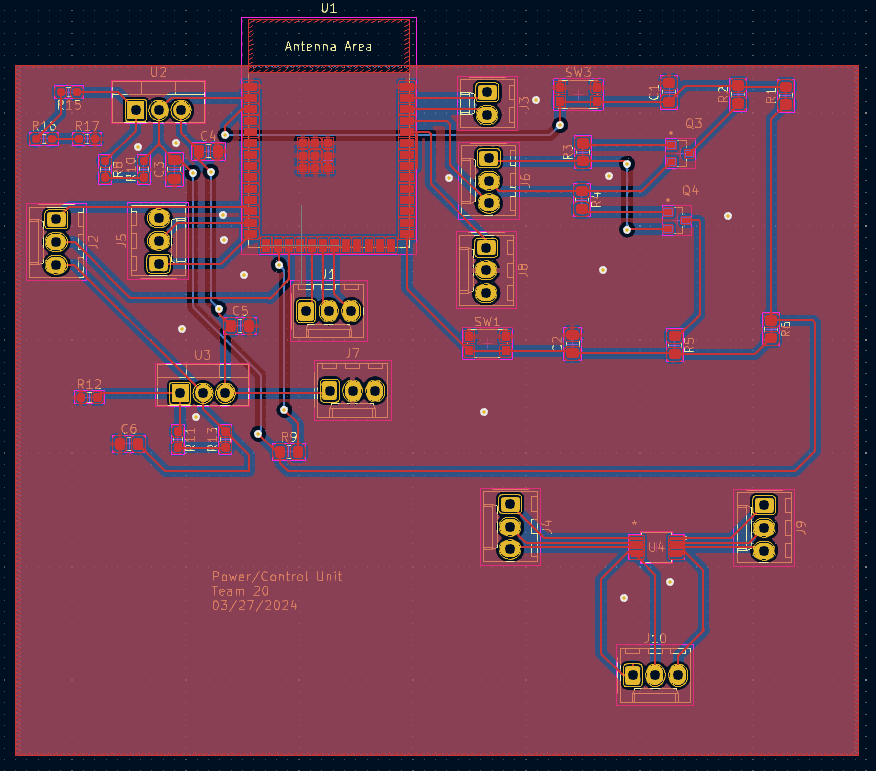 U1
Antenna Area
U2
SW3
C1
R2
R1
R15
J3
Q3
R16
R17
C4
R3
R8
R10
C3
J6
R4
Q4
J2
J5
J8
J1
C5
SW1
C2
R5
R6
U3
J7
R12
C6
R11
R13
R9
J4
*
U4
J9
Power/Control Unit
Team 20
03/27/2024
J10